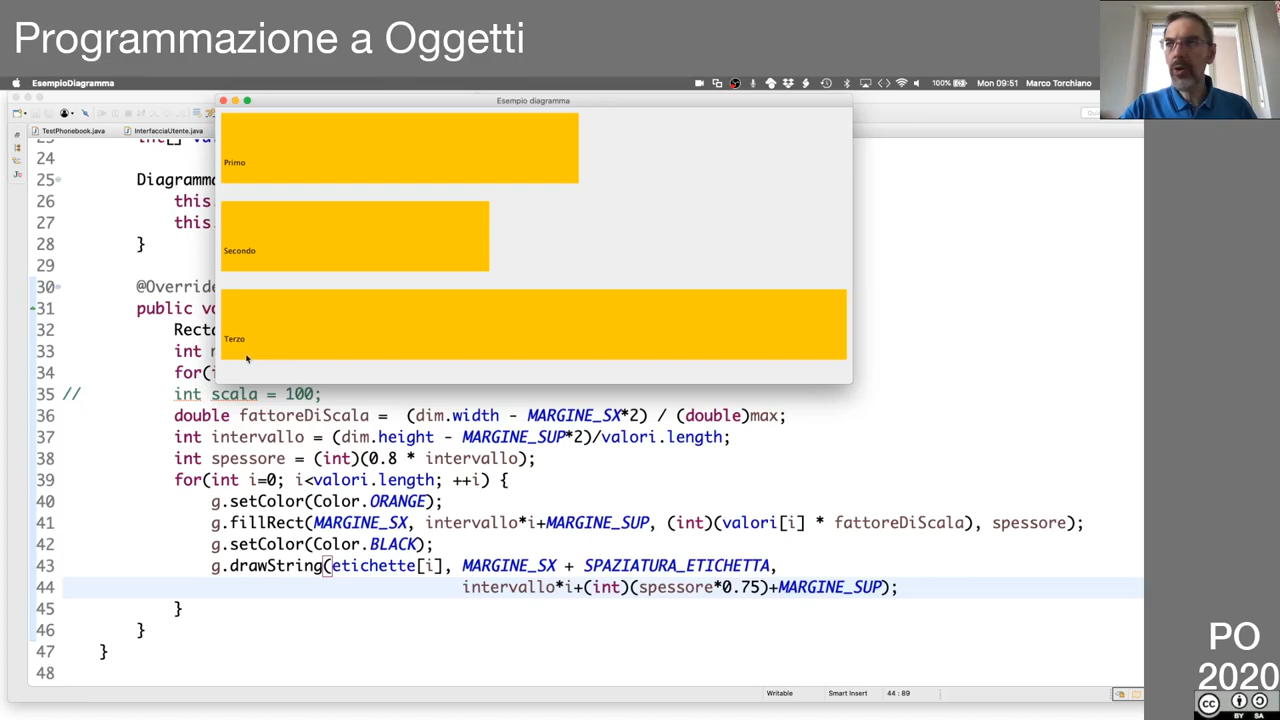 Programmazione a Oggetti
EsempioDiagramma
100%
Mon 09:51
Marco Torchiano
Esempio diagramma
TestPhonebook.java
InterfacciaUtente.java
Primo
Secondo
Terzo
24
25 Diagramma
26 this.
27 this.
28 }
29
30 @Override
31 public vo
32 Recta
33 int n
34 for(i
35 // int scala = 100;
36 double fattoreDiScala = (dim.width - MARGINE_SX*2) / (double)max;
37 int intervallo = (dim.height - MARGINE_SUP*2)/valori.length;
38 int spessore = (int)(0.8 * intervallo);
39 for(int i=0; i<valori.length; ++i) {
40 g.setColor(Color.ORANGE);
41 g.fillRect(MARGINE_SX, intervallo*i+MARGINE_SUP, (int)(valori[i] * fattoreDiScala), spessore);
42 g.setColor(Color.BLACK);
43 g.drawString(etichette[i], MARGINE_SX + SPAZIATURA_ETICHETTA,
44 intervallo*i+(int)(spessore*0.75)+MARGINE_SUP);
45 }
46 }
47 }
48
Writable
Smart Insert
44 : 89
PO
2020
CC
BY SA